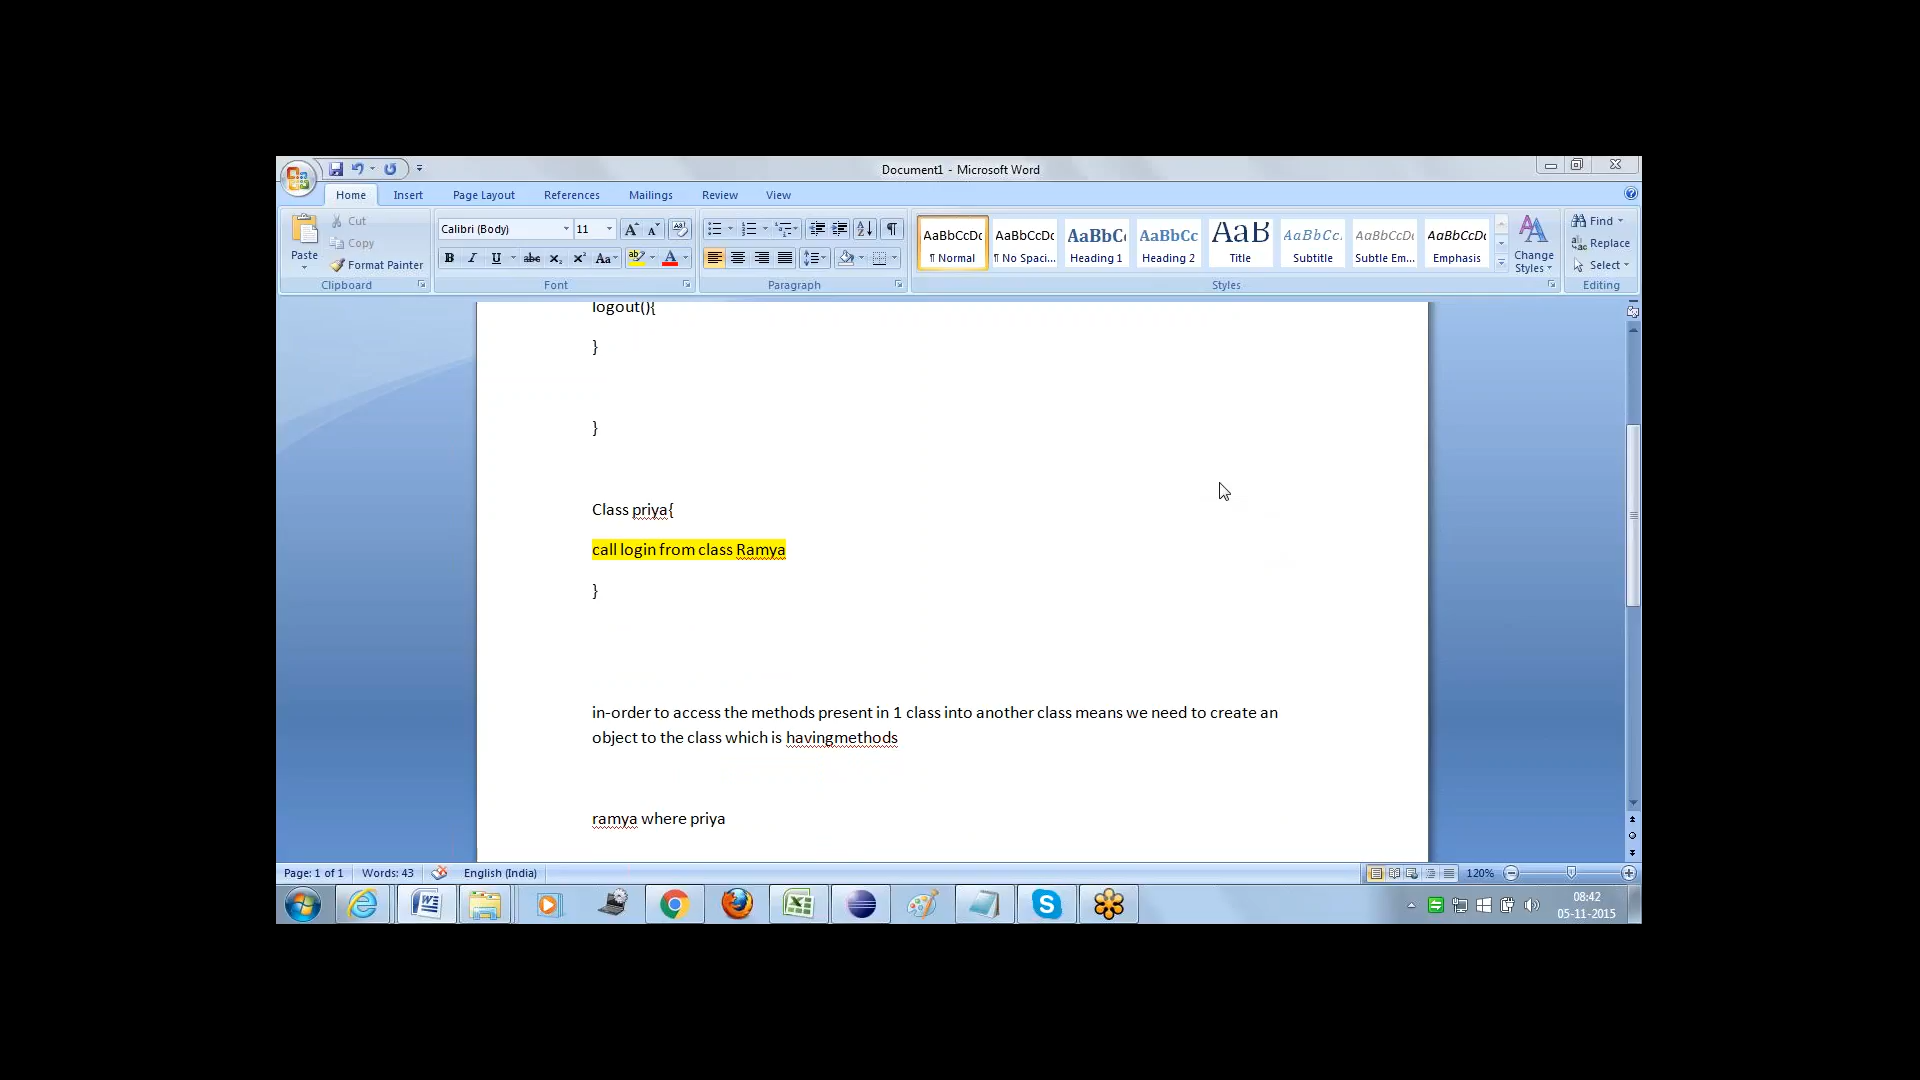 Document1 - Microsoft Word
Home Insert Page Layout References Mailings Review View
Cut
Copy
Format Painter
Paste
Clipboard
Calibri (Body) 11
Font
Paragraph
AaBbCcDc AaBbCcDc AaBbC AaBbCc AaB AaBbCc. AaBbCcDc AaBbCcDc
¶ Normal ¶ No Spaci... Heading 1 Heading 2 Title Subtitle Subtle Em... Emphasis
Change Styles
Styles
Find
Replace
Select
Editing
logout(){
}
}
Class priya{
call login from class Ramya
}
in-order to access the methods present in 1 class into another class means we need to create an
object to the class which is havingmethods
ramya where priya
Page: 1 of 1 Words: 43 English (India) 120%
08:42
05-11-2015